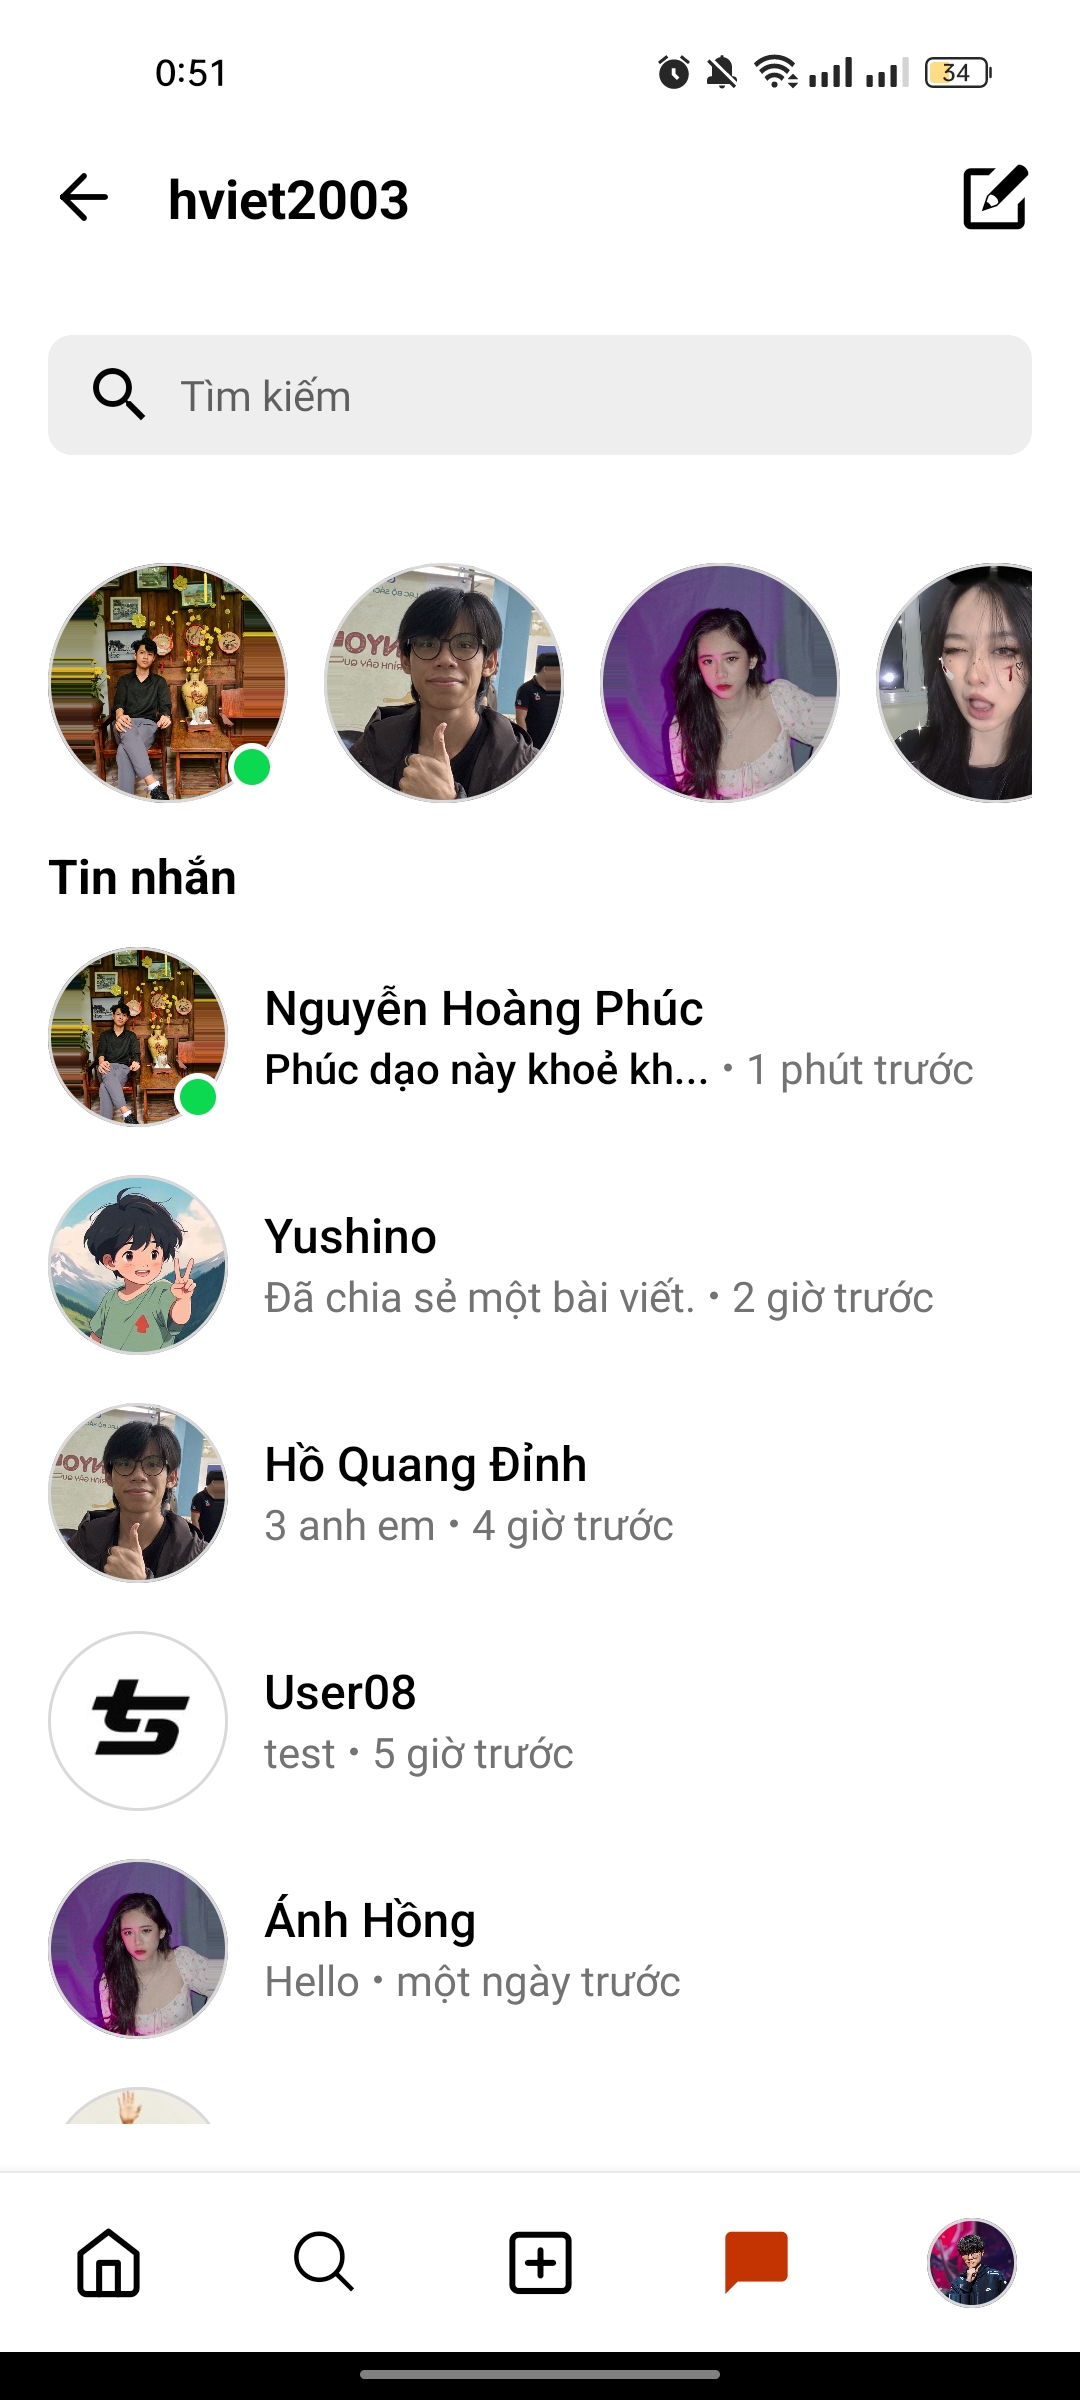 0:51
34
hviet2003
Tìm kiếm
Tin nhắn
Nguyễn Hoàng Phúc
Phúc dạo này khoẻ kh... • 1 phút trước
Yushino
Đã chia sẻ một bài viết. • 2 giờ trước
Hồ Quang Đỉnh
3 anh em • 4 giờ trước
User08
test • 5 giờ trước
Ánh Hồng
Hello • một ngày trước